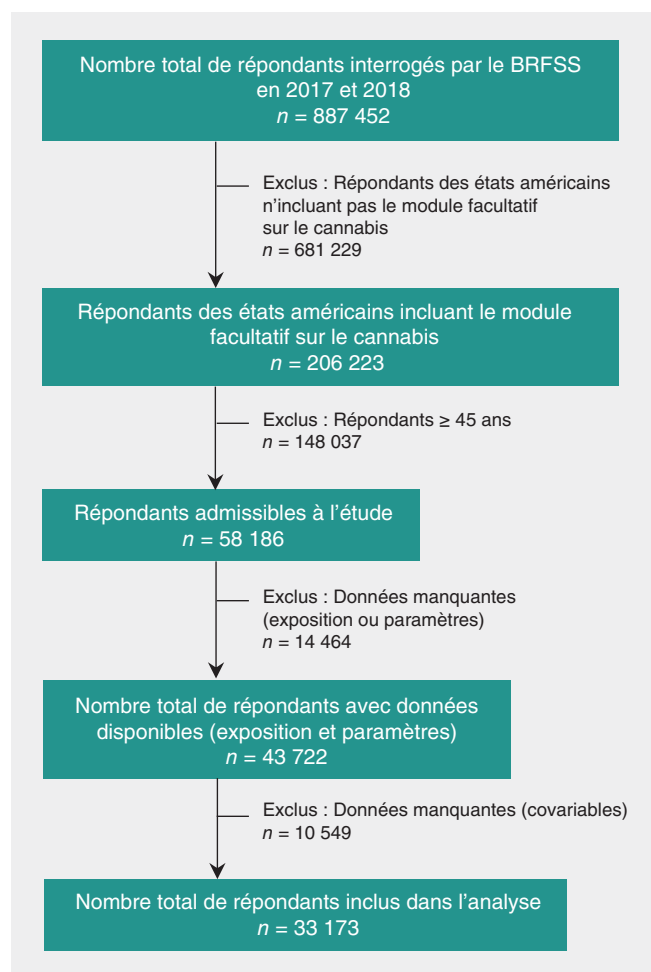 Nombre total de répondants interrogés par le BRFSS
en 2017 et 2018
n = 887 452
Exclus : Répondants des états américains
n'incluant pas le module facultatif
sur le cannabis
n = 681 229
Répondants des états américains incluant le module
facultatif sur le cannabis
n = 206 223
Exclus : Répondants ≥ 45 ans
n = 148 037
Répondants admissibles à l'étude
n = 58 186
Exclus : Données manquantes
(exposition ou paramètres)
n = 14 464
Nombre total de répondants avec données
disponibles (exposition et paramètres)
n = 43 722
Exclus : Données manquantes (covariables)
n = 10 549
Nombre total de répondants inclus dans l'analyse
n = 33 173